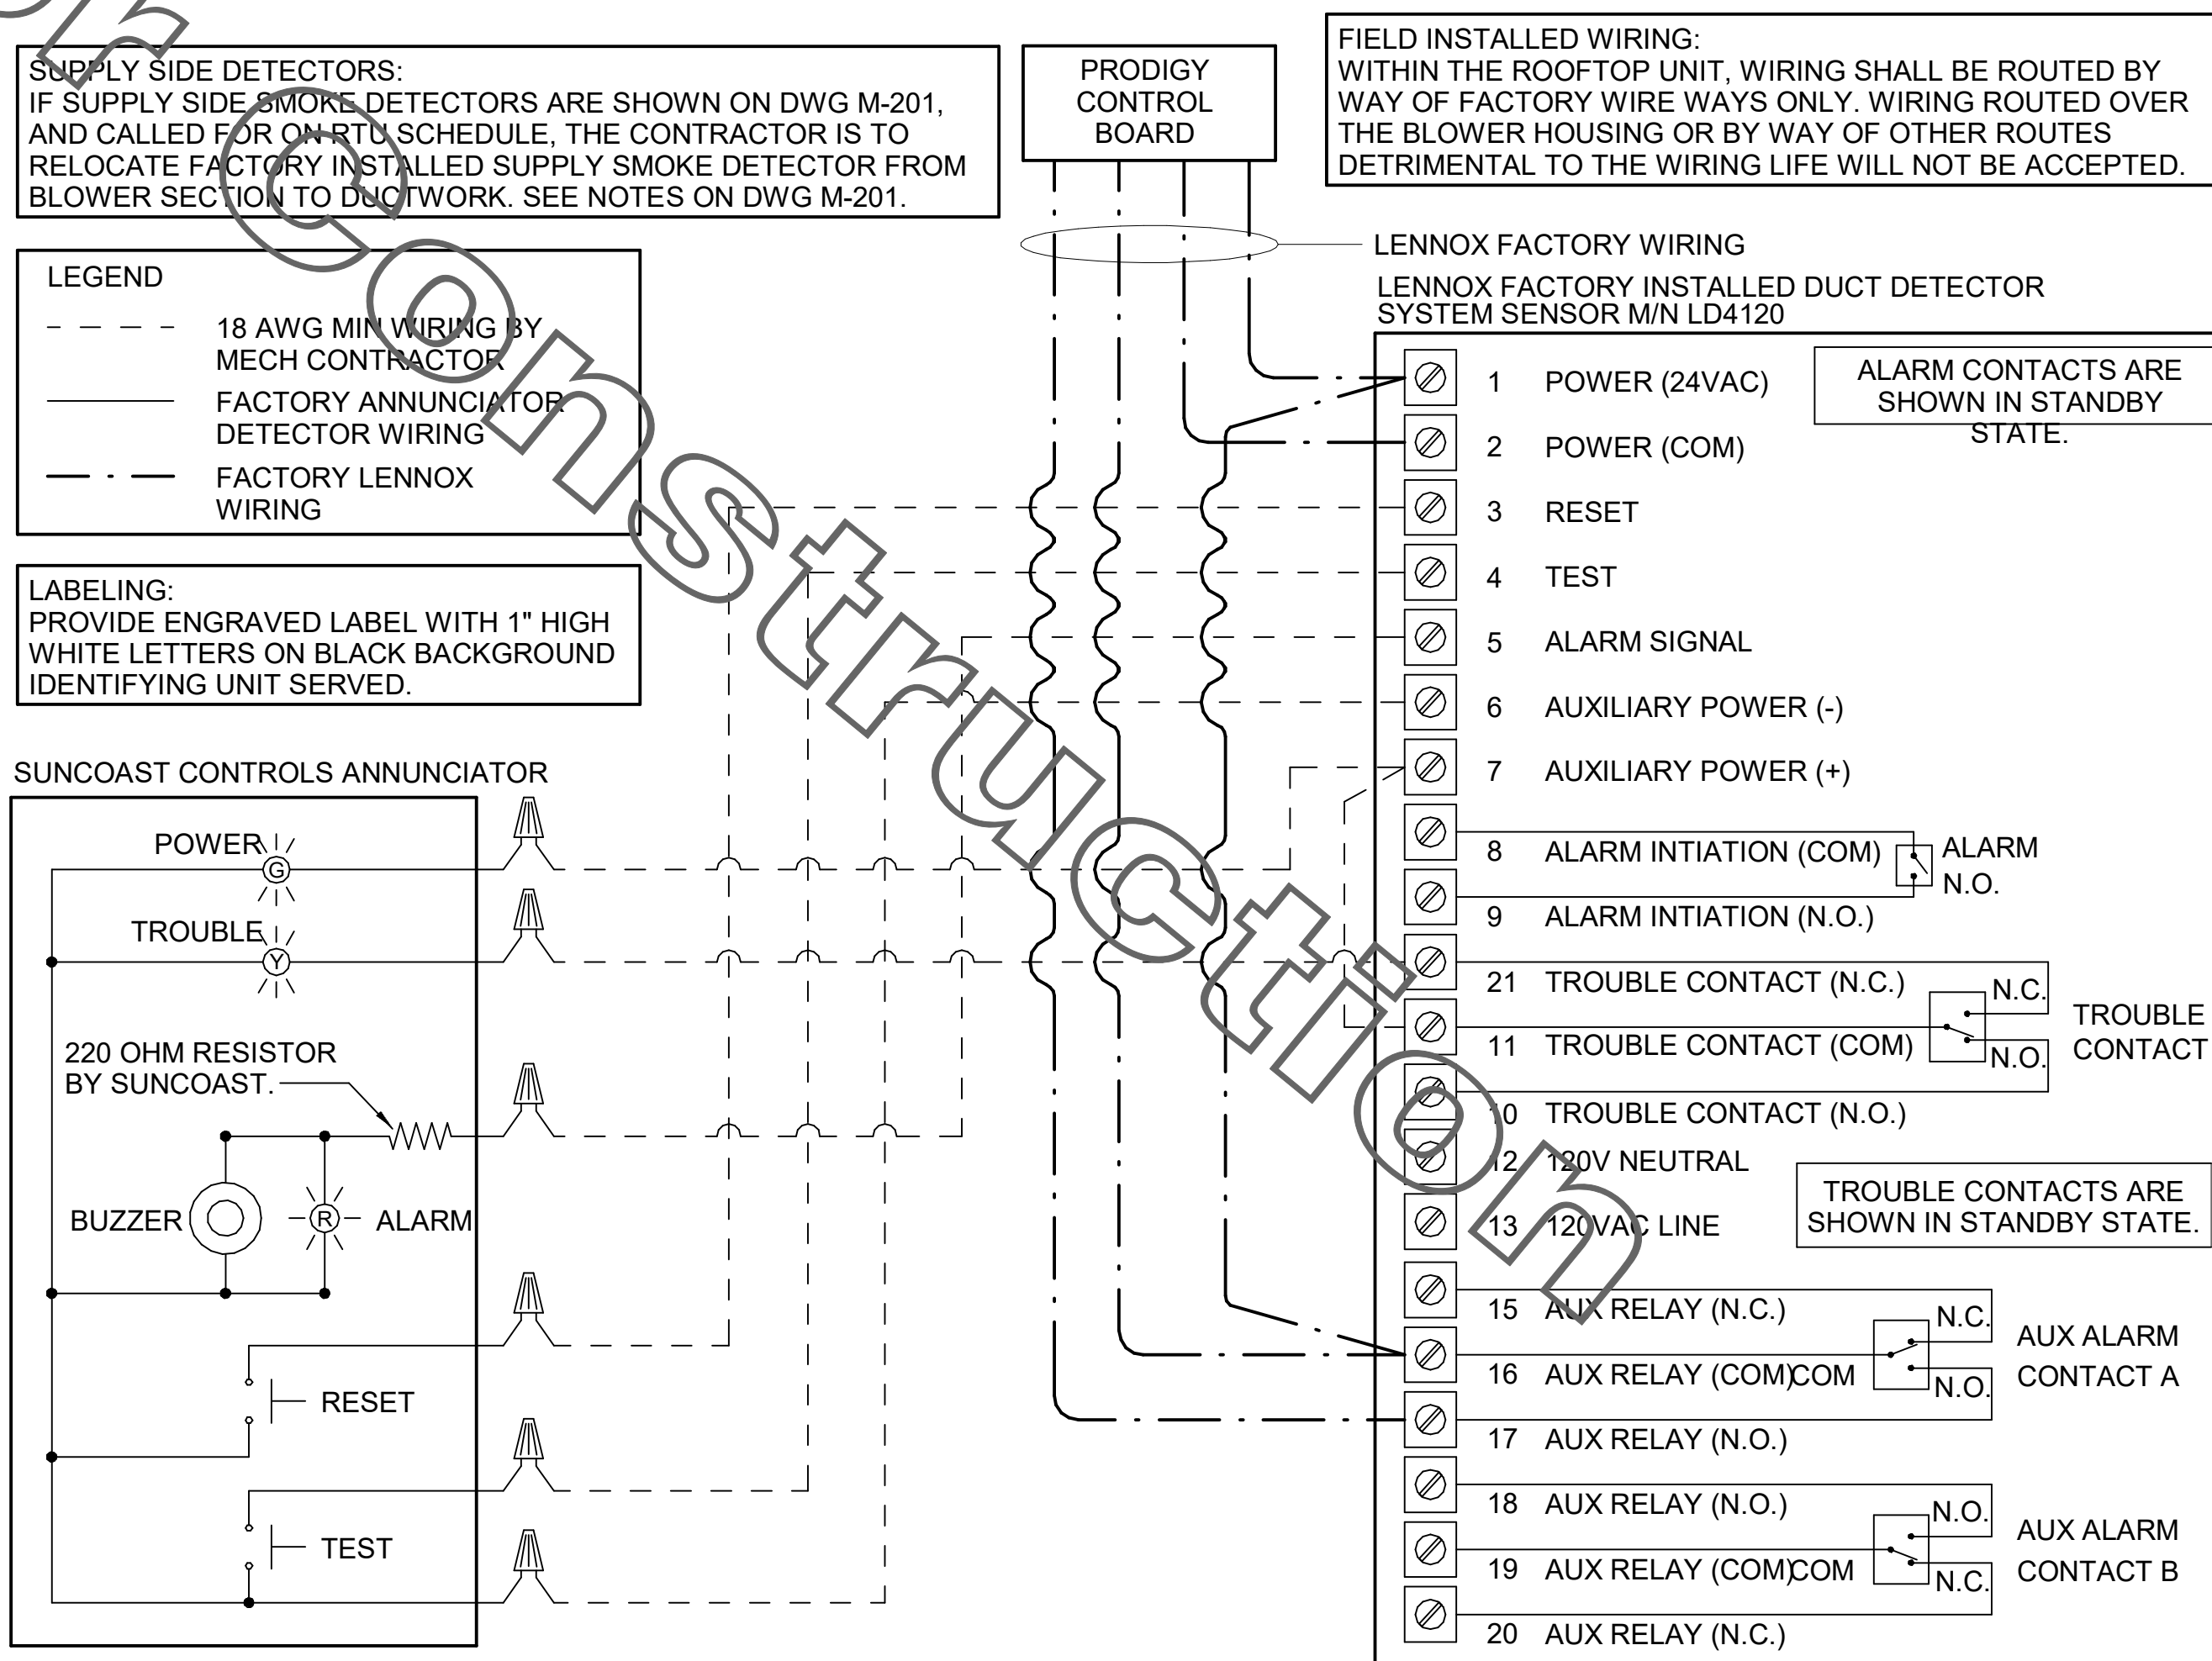 SUPPLY SIDE DETECTORS:
IF SUPPLY SIDE SMOKE DETECTORS ARE SHOWN ON DWG M-201,
AND CALLED FOR ON RTU SCHEDULE, THE CONTRACTOR IS TO
RELOCATE FACTORY INSTALLED SUPPLY SMOKE DETECTOR FROM
BLOWER SECTION TO DUCTWORK. SEE NOTES ON DWG M-201.
PRODIGY
CONTROL
BOARD
FIELD INSTALLED WIRING:
WITHIN THE ROOFTOP UNIT, WIRING SHALL BE ROUTED BY
WAY OF FACTORY WIRE WAYS ONLY. WIRING ROUTED OVER
THE BLOWER HOUSING OR BY WAY OF OTHER ROUTES
DETRIMENTAL TO THE WIRING LIFE WILL NOT BE ACCEPTED.
LENNOX FACTORY WIRING
LENNOX FACTORY INSTALLED DUCT DETECTOR
SYSTEM SENSOR M/N LD4120
LEGEND
18 AWG MIN WIRING BY
MECH CONTRACTOR
FACTORY ANNUNCIATOR
DETECTOR WIRING
FACTORY LENNOX
WIRING
LABELING:
PROVIDE ENGRAVED LABEL WITH 1" HIGH
WHITE LETTERS ON BLACK BACKGROUND
IDENTIFYING UNIT SERVED.
SUNCOAST CONTROLS ANNUNCIATOR
POWER
G
TROUBLE
Y
220 OHM RESISTOR
BY SUNCOAST.
BUZZER
R
ALARM
RESET
TEST
1 POWER (24VAC)
ALARM CONTACTS ARE
SHOWN IN STANDBY
STATE.
2 POWER (COM)
3 RESET
4 TEST
5 ALARM SIGNAL
6 AUXILIARY POWER (-)
7 AUXILIARY POWER (+)
8 ALARM INTIATION (COM)
ALARM
N.O.
9 ALARM INTIATION (N.O.)
21 TROUBLE CONTACT (N.C.)
N.C.
TROUBLE
CONTACT
11 TROUBLE CONTACT (COM)
N.O.
10 TROUBLE CONTACT (N.O.)
12 120V NEUTRAL
TROUBLE CONTACTS ARE
SHOWN IN STANDBY STATE.
13 120VAC LINE
15 AUX RELAY (N.C.)
N.C.
AUX ALARM
CONTACT A
16 AUX RELAY (COM)COM
N.O.
17 AUX RELAY (N.O.)
18 AUX RELAY (N.O.)
N.O.
AUX ALARM
CONTACT B
19 AUX RELAY (COM)COM
N.C.
20 AUX RELAY (N.C.)
Construction